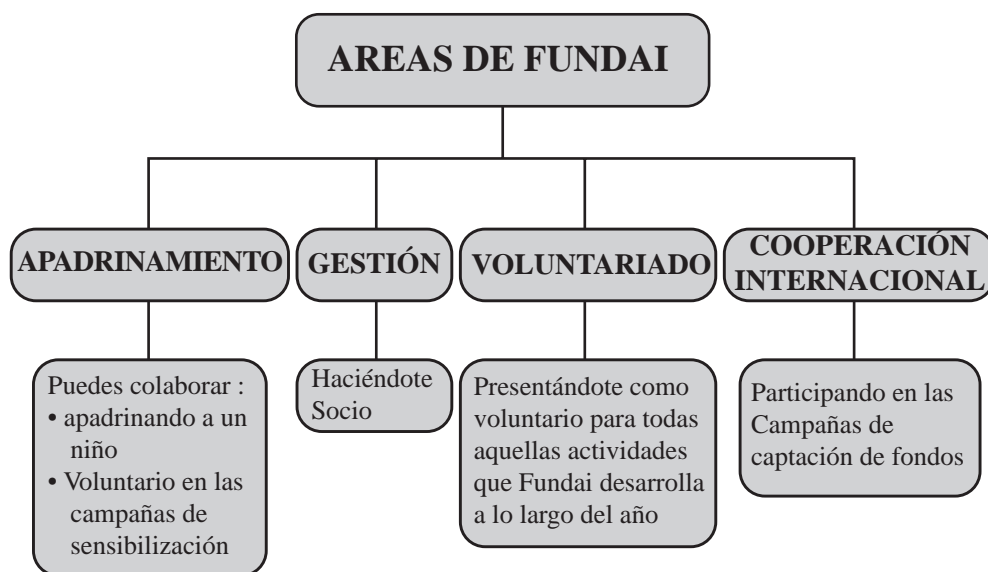 AREAS DE FUNDAI
APADRINAMIENTO
GESTIÓN
VOLUNTARIADO
COOPERACIÓN
INTERNACIONAL
Puedes colaborar :
• apadrinando a un
niño
• Voluntario en las
campañas de
sensibilización
Haciéndote
Socio
Presentándote como
voluntario para todas
aquellas actividades
que Fundai desarrolla
a lo largo del año
Participando en las
Campañas de
captación de fondos